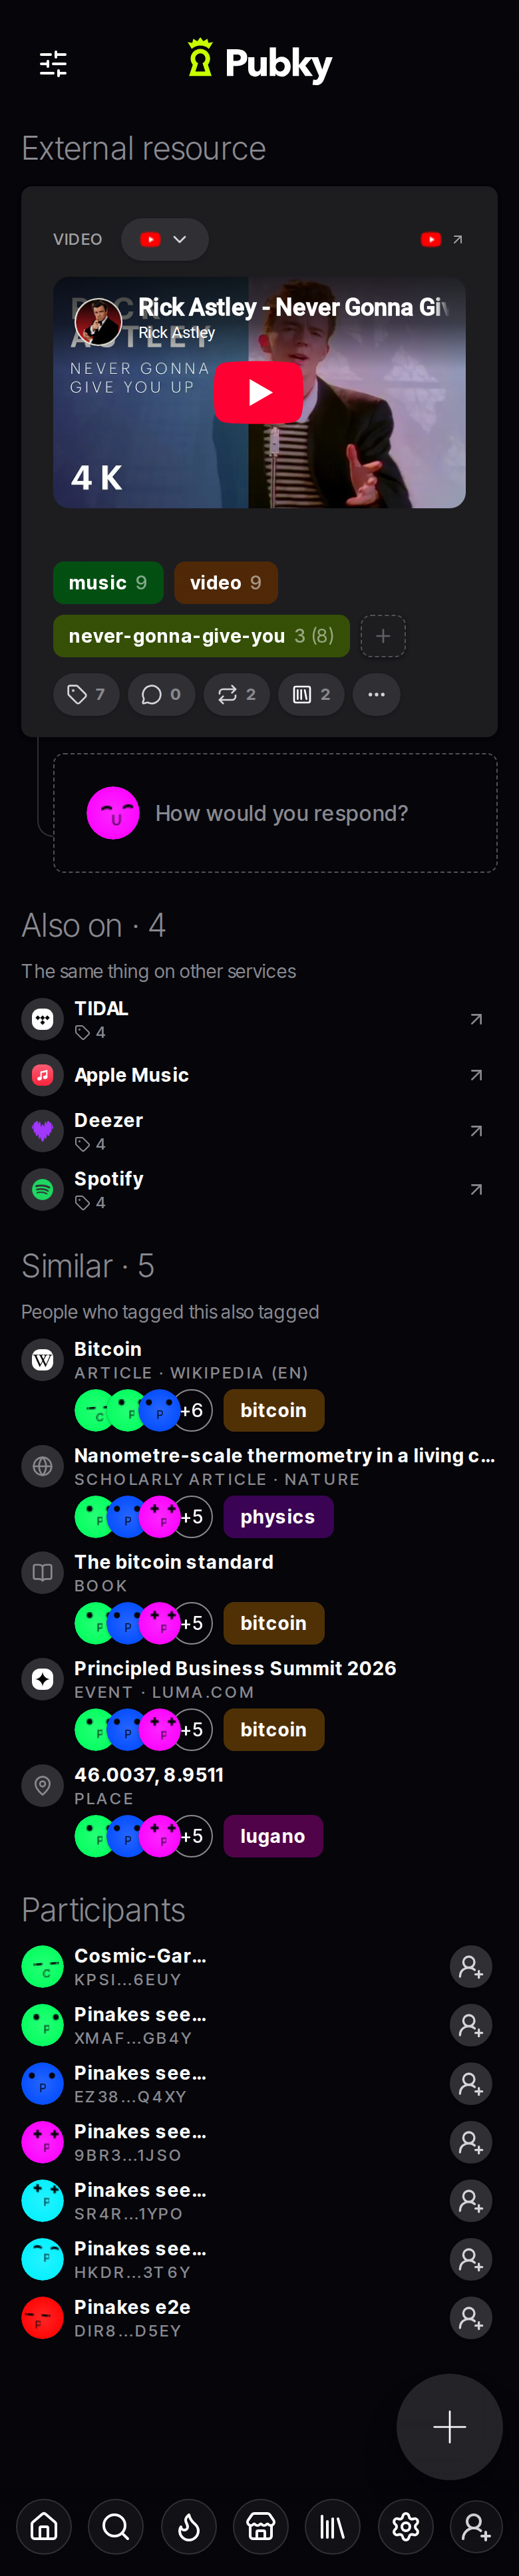 Pubky
External resource
VIDEO
RICK
ASTLEY
Rick Astley - Never Gonna Giv
Rick Astley
NEVER GONNA
GIVE YOU UP
4K
music 9
video 9
never-gonna-give-you 3 (8)
7
0
2
2
U
How would you respond?
Also on · 4
The same thing on other services
TIDAL
4
Apple Music
Deezer
4
Spotify
4
Similar · 5
People who tagged this also tagged
W
Bitcoin
ARTICLE · WIKIPEDIA (EN)
C
P
P
+6
bitcoin
Nanometre-scale thermometry in a living c...
SCHOLARLY ARTICLE · NATURE
P
P
P
+5
physics
The bitcoin standard
BOOK
P
P
P
+5
bitcoin
Principled Business Summit 2026
EVENT · LUMA.COM
P
P
P
+5
bitcoin
46.0037, 8.9511
PLACE
P
P
P
+5
lugano
Participants
C
Cosmic-Gar...
KPSI...6EUY
P
Pinakes see...
XMAF...GB4Y
P
Pinakes see...
EZ38...Q4XY
P
Pinakes see...
9BR3...1JSO
P
Pinakes see...
SR4R...1YPO
P
Pinakes see...
HKDR...3T6Y
P
Pinakes e2e
DIR8...D5EY